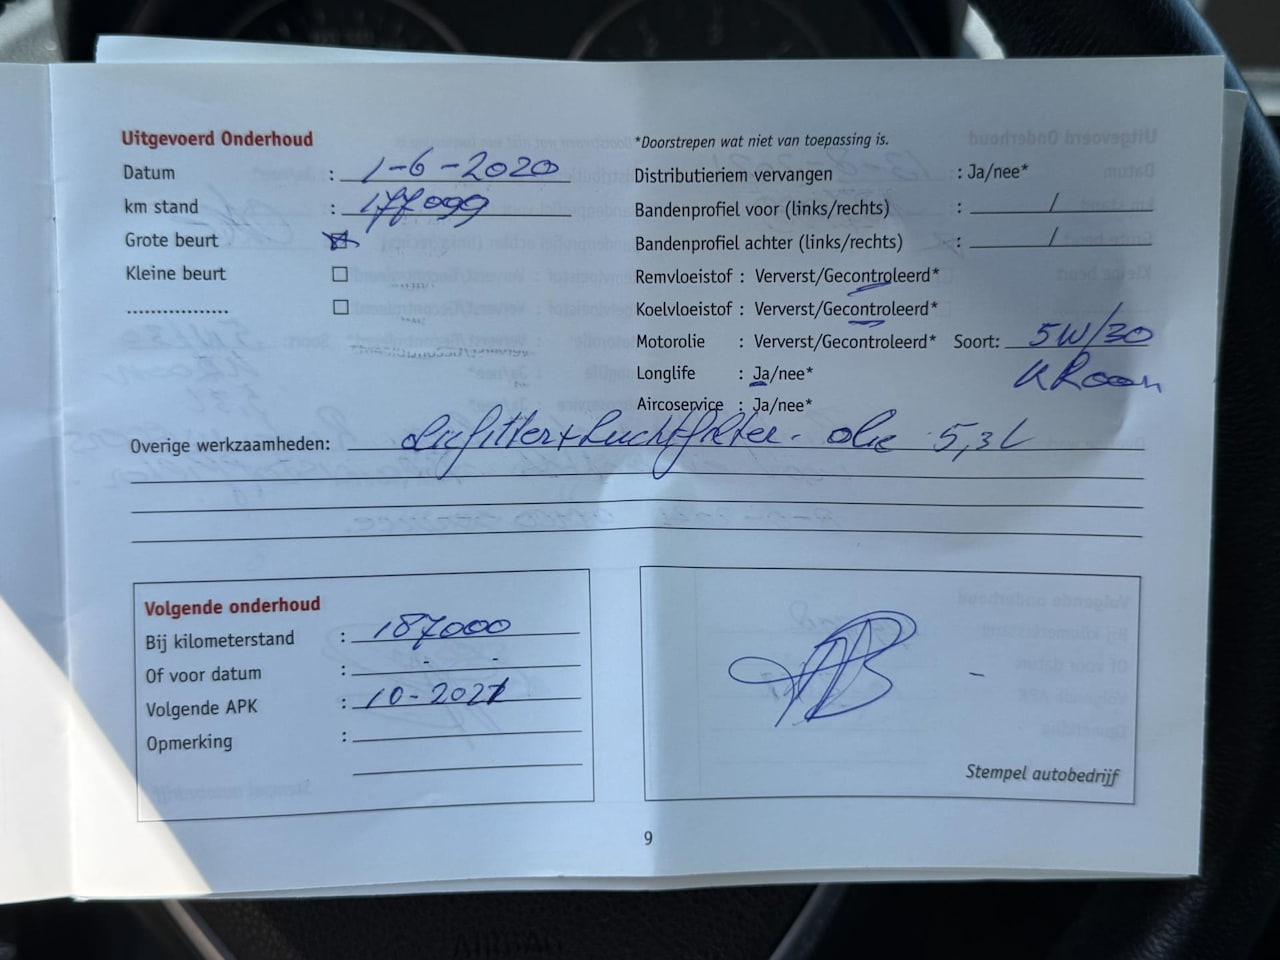 Uitgevoerd Onderhoud
Datum : 1-6-2020
km stand : 177099
Grote beurt
Kleine beurt
..................
*Doorstrepen wat niet van toepassing is.
Distributieriem vervangen : Ja/nee*
Bandenprofiel voor (links/rechts) : /
Bandenprofiel achter (links/rechts) : /
Remvloeistof : Ververst/Gecontroleerd*
Koelvloeistof : Ververst/Gecontroleerd*
Motorolie : Ververst/Gecontroleerd* Soort: 5W/30
KRoon
Longlife : Ja/nee*
Aircoservice : Ja/nee*
Overige werkzaamheden: + Luchtfilter - olie 5,3L
Volgende onderhoud
Bij kilometerstand : 187000
Of voor datum : - -
Volgende APK : 10-2021
Opmerking :
Stempel autobedrijf
9
AIRBAG